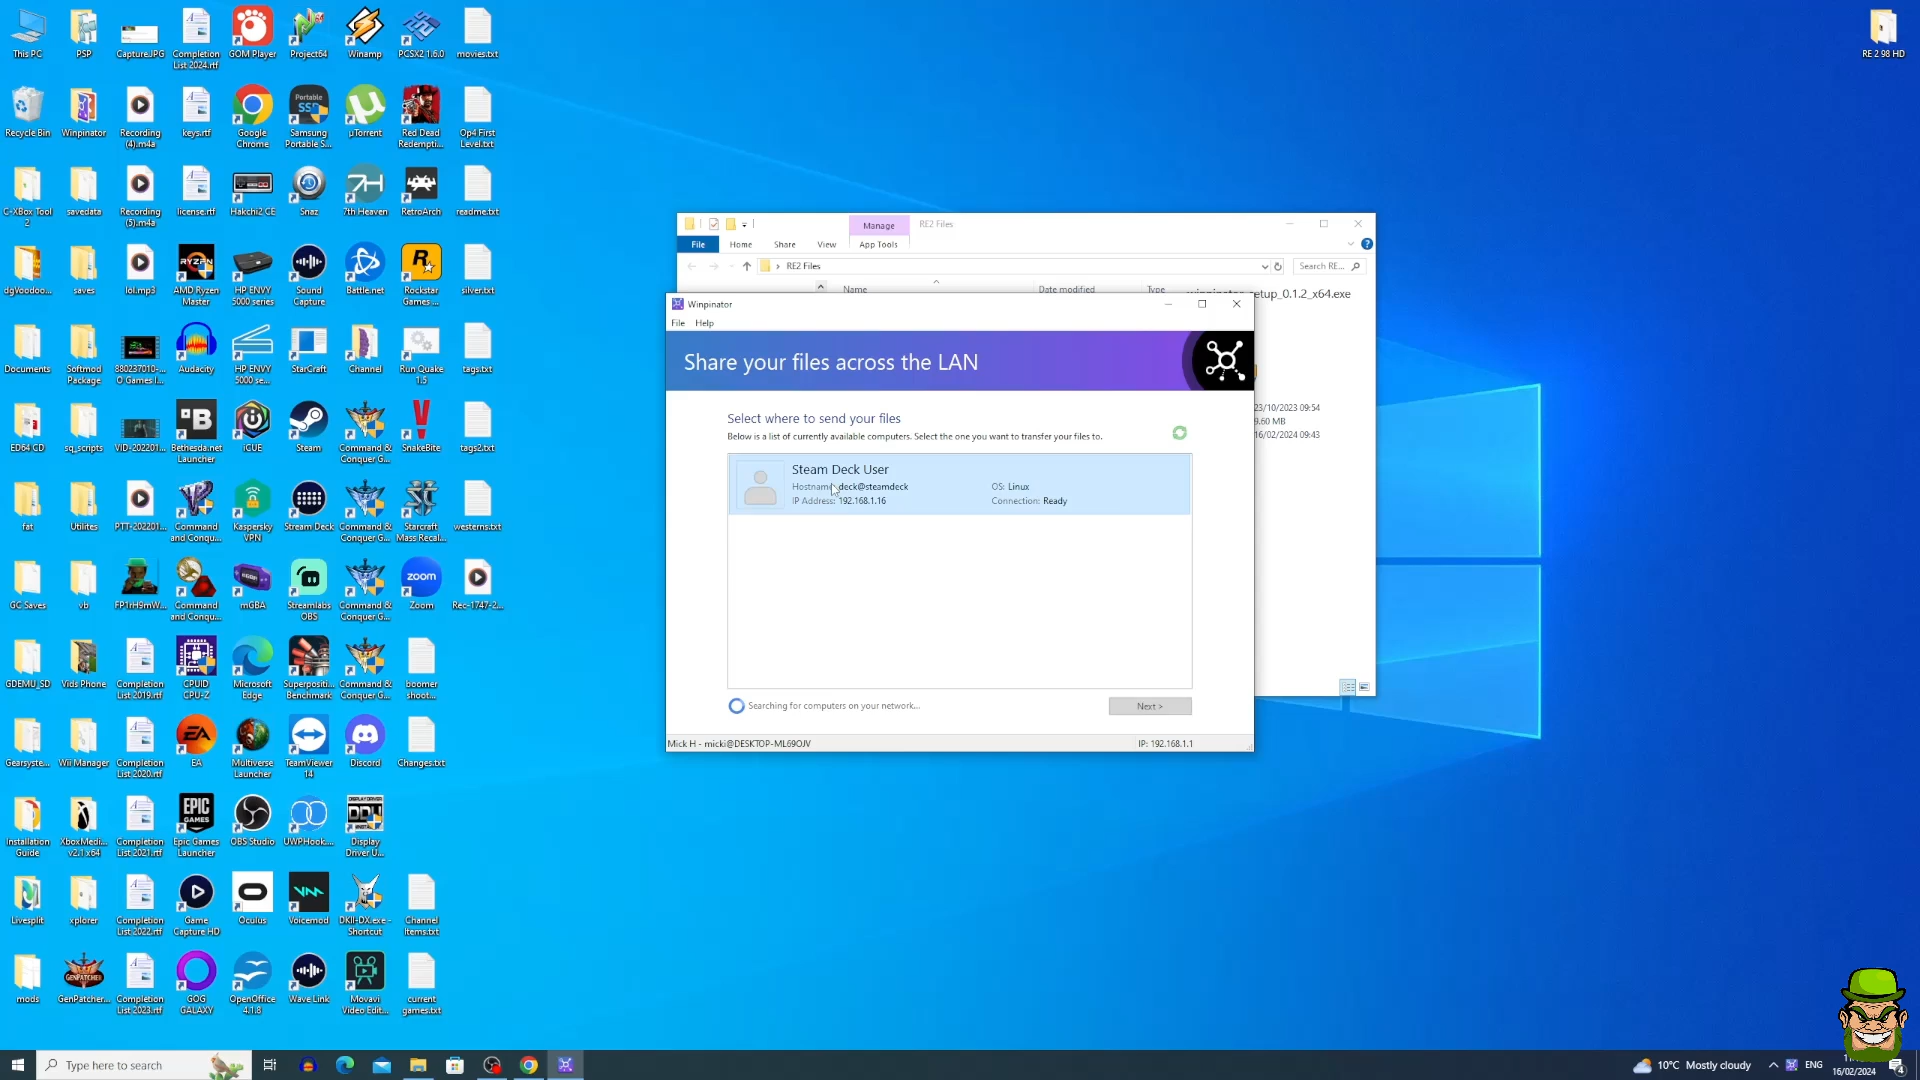 This PC
PSP
Capture.JPG
Completion
List 2024.rtf
GOM Player
Project64
Winamp
PCSX2 1.6.0
movies.txt
RE 2 98 HD
Recycle Bin
Winpinator
Recording
(4).m4a
keys.rtf
Google
Chrome
Portable
SSD
Samsung
Portable S...
µTorrent
Red Dead
Redempti...
Op4 First
Level.txt
C-XBox Tool
2
savedata
Recording
(5).m4a
license.rtf
Hakchi2 CE
Snaz
7th Heaven
RetroArch
readme.txt
dgVoodoo...
saves
lol.mp3
RYZEN
AMD Ryzen
Master
HP ENVY
5000 series
Sound
Capture
Battle.net
Rockstar
Games ...
silver.txt
Documents
Softmod
Package
880237010-...
O Games l...
Audacity
HP ENVY
5000 se...
StarCraft
Channel
Run Quake
1.5
tags.txt
ED64 CD
sq_scripts
VID-202201...
Bethesda.net
Launcher
iCUE
Steam
Command &
Conquer G...
SnakeBite
tags2.txt
fat
Utilites
PTT-202201...
Command
and Conqu...
Kaspersky
VPN
Stream Deck
Command &
Conquer G...
Starcraft
Mass Recal...
westerns.txt
GC Saves
vb
FP1rH9mW...
Command
and Conqu...
mGBA
Streamlabs
OBS
Command &
Conquer G...
zoom
Zoom
Rec-1747-2...
GDEMU_SD
Vids Phone
Completion
List 2019.rtf
CPUID
CPU-Z
Microsoft
Edge
Superpositi...
Benchmark
Command &
Conquer G...
boomer
shoot...
Gearsyste...
Wii Manager
Completion
List 2020.rtf
EA
Multiverse
Launcher
TeamViewer
14
Discord
Changes.txt
Installation
Guide
XboxMedi...
v2.1 x64
Completion
List 2021.rtf
EPIC
GAMES
Epic Games
Launcher
OBS Studio
UWPHook...
DDU
Display
Driver U...
Livesplit
xplorer
Completion
List 2022.rtf
Game
Capture HD
Oculus
Voicemod
DKII-DX.exe -
Shortcut
Channel
Items.txt
mods
GENPATCHER
GenPatcher...
Completion
List 2023.rtf
GOG
GALAXY
OpenOffice
4.1.8
Wave Link
Movavi
Video Edit...
current
games.txt
Manage
RE2 Files
File
Home
Share
View
App Tools
RE2 Files
Search RE...
Name
Date modified
Type
setup_0.1.2_x64.exe
23/10/2023 09:54
9.60 MB
16/02/2024 09:43
Winpinator
File
Help
Share your files across the LAN
Select where to send your files
Below is a list of currently available computers. Select the one you want to transfer your files to.
Steam Deck User
Hostname: deck@steamdeck
OS: Linux
IP Address: 192.168.1.16
Connection: Ready
Searching for computers on your network...
Next >
Mick H - micki@DESKTOP-ML69OJV
IP: 192.168.1.1
Type here to search
10°C Mostly cloudy
ENG
16/02/2024
4